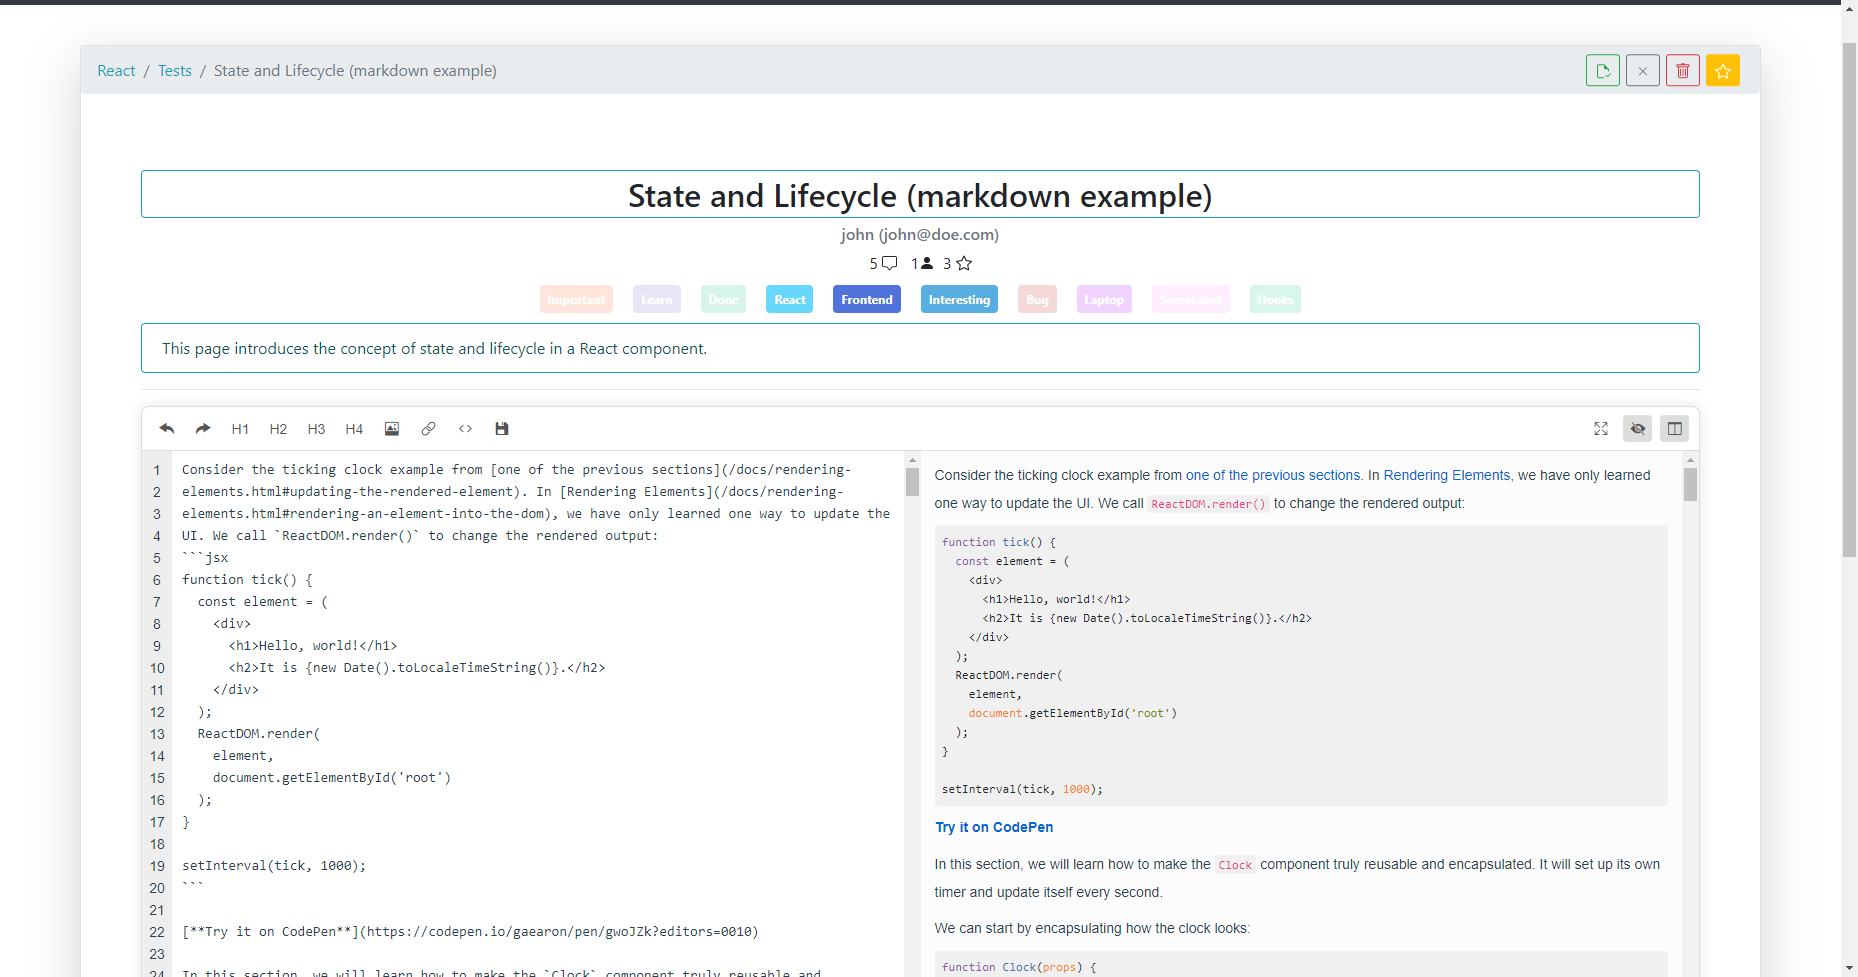 React / Tests / State and Lifecycle (markdown example)
State and Lifecycle (markdown example)
john (john@doe.com)
5 1 3
Important Learn Done React Frontend Interesting Bug Laptop SomeLabel Hooks
This page introduces the concept of state and lifecycle in a React component.
H1 H2 H3 H4
1 Consider the ticking clock example from [one of the previous sections](/docs/rendering-
2 elements.html#updating-the-rendered-element). In [Rendering Elements](/docs/rendering-
3 elements.html#rendering-an-element-into-the-dom), we have only learned one way to update the
4 UI. We call `ReactDOM.render()` to change the rendered output:
5 ```jsx
6 function tick() {
7   const element = (
8     <div>
9       <h1>Hello, world!</h1>
10       <h2>It is {new Date().toLocaleTimeString()}.</h2>
11     </div>
12   );
13   ReactDOM.render(
14     element,
15     document.getElementById('root')
16   );
17 }
18
19 setInterval(tick, 1000);
20 ```
21
22 [**Try it on CodePen**](https://codepen.io/gaearon/pen/gwoJZk?editors=0010)
23
24 In this section, we will learn how to make the `Clock` component truly reusable and
Consider the ticking clock example from one of the previous sections. In Rendering Elements, we have only learned
one way to update the UI. We call ReactDOM.render() to change the rendered output:
function tick() {
  const element = (
    <div>
      <h1>Hello, world!</h1>
      <h2>It is {new Date().toLocaleTimeString()}.</h2>
    </div>
  );
  ReactDOM.render(
    element,
    document.getElementById('root')
  );
}
setInterval(tick, 1000);
Try it on CodePen
In this section, we will learn how to make the Clock component truly reusable and encapsulated. It will set up its own
timer and update itself every second.
We can start by encapsulating how the clock looks:
function Clock(props) {